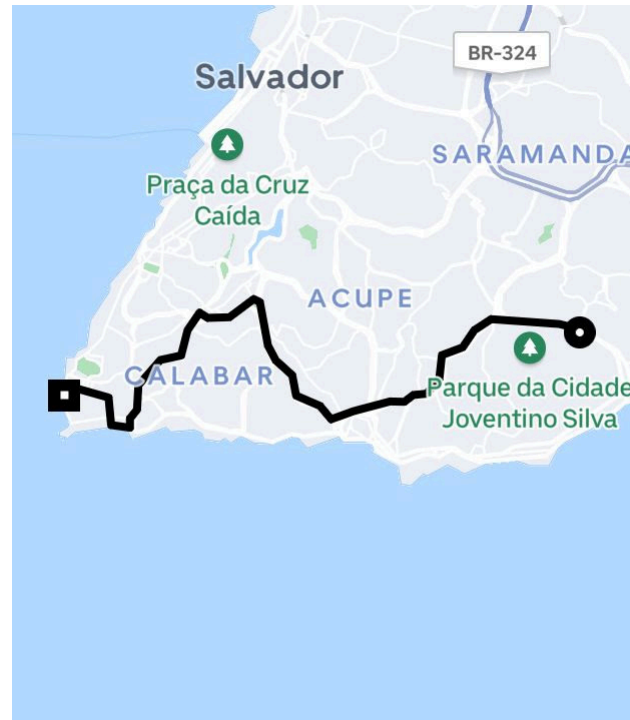 BR-324
Salvador
SARAMANDA
Praça da Cruz
Caída
ACUPE
CALABAR
Parque da Cidade
Joventino Silva